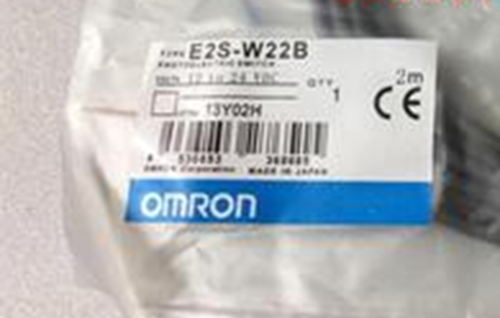 TYPE E2S-W22B
PHOTOELECTRIC SWITCH
12 to 24 VDC
2m
QTY 1
13Y02H
CE
OMRON Corporation MADE IN JAPAN
OMRON